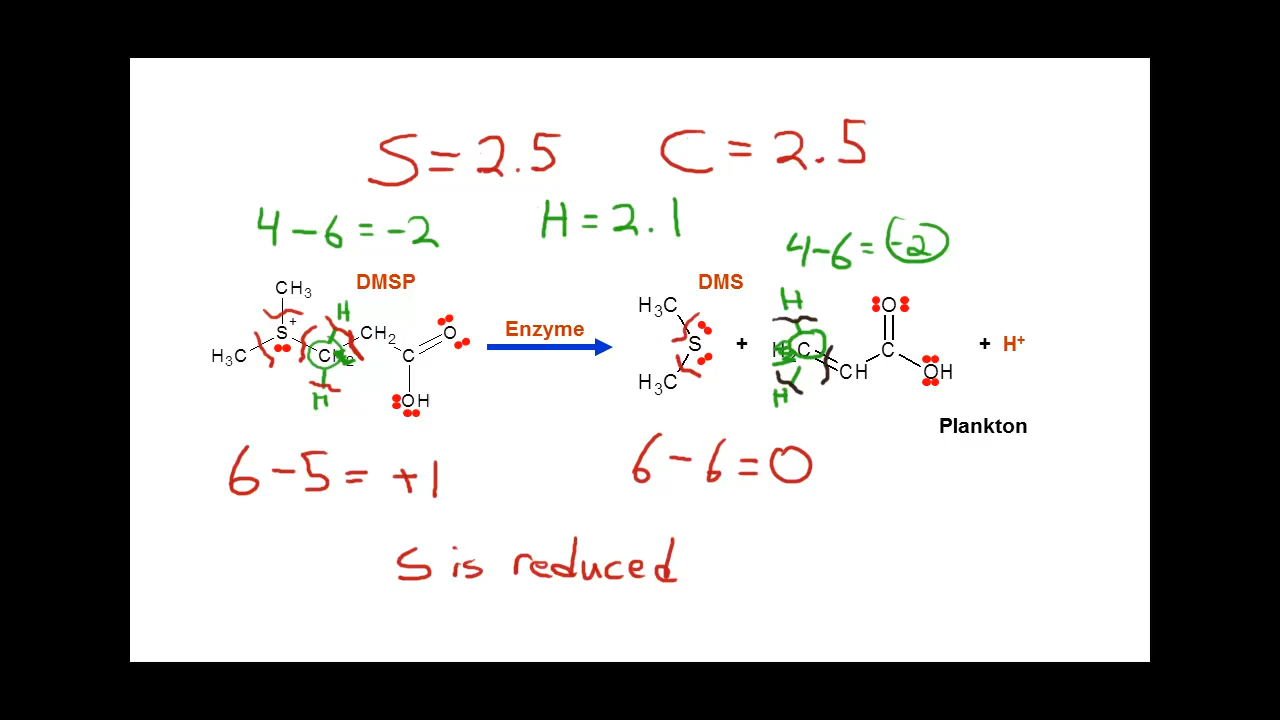 S = 2.5 C = 2.5
4 - 6 = -2 H = 2.1 4 - 6 = -2
DMSP DMS
CH3 H H O
S+ CH2 O Enzyme H3C S + H2C C + H+
H3C CH2 C CH OH
H OH H3C H
Plankton
6 - 5 = +1 6 - 6 = 0
S is reduced